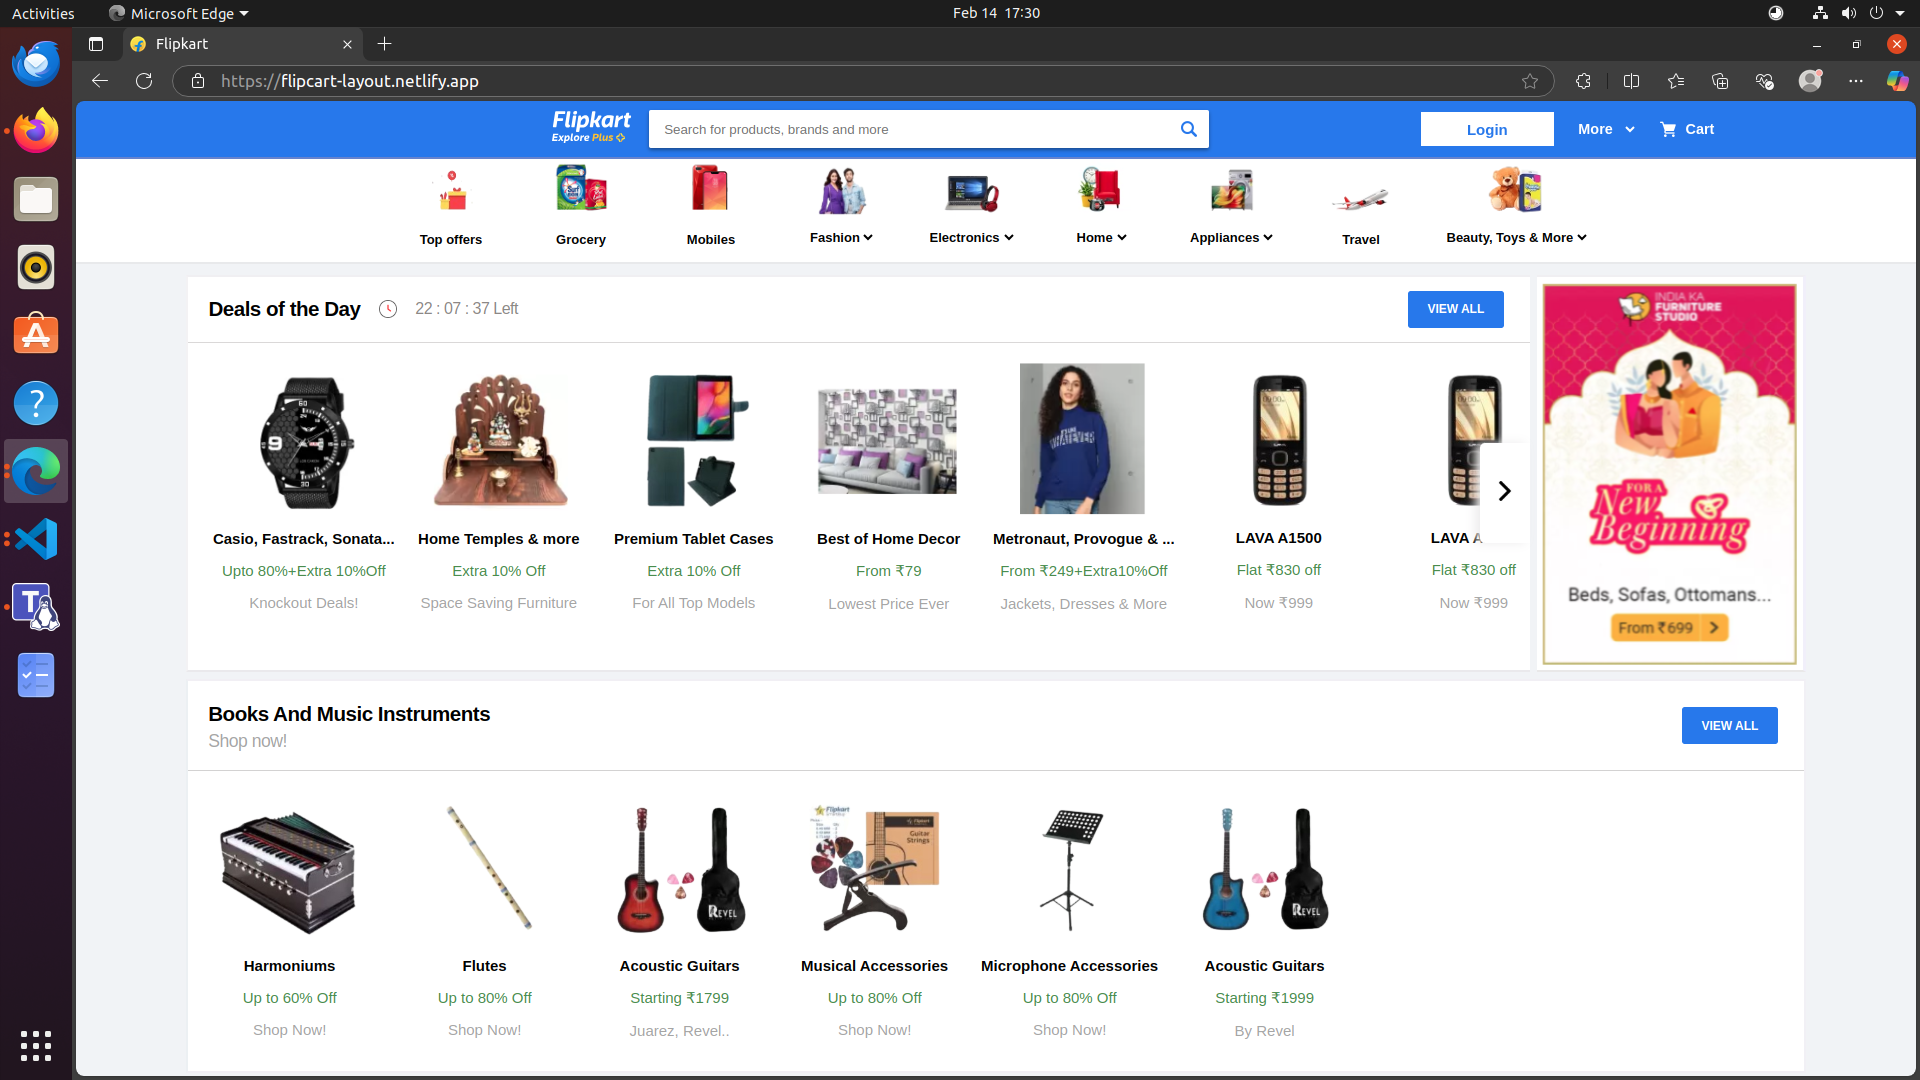 Activities
Microsoft Edge
Feb 14 17:30
Flipkart
https://flipcart-layout.netlify.app
Flipkart
Explore Plus
Search for products, brands and more
Login
More
Cart
Top offers
Grocery
Mobiles
Fashion
Electronics
Home
Appliances
Travel
Beauty, Toys & More
Deals of the Day
22 : 07 : 37 Left
VIEW ALL
Casio, Fastrack, Sonata...
Upto 80%+Extra 10%Off
Knockout Deals!
Home Temples & more
Extra 10% Off
Space Saving Furniture
Premium Tablet Cases
Extra 10% Off
For All Top Models
Best of Home Decor
From ₹79
Lowest Price Ever
WHATEVER
Metronaut, Provogue & ...
From ₹249+Extra10%Off
Jackets, Dresses & More
LAVA A1500
Flat ₹830 off
Now ₹999
LAVA A
Flat ₹830 off
Now ₹999
INDIA KA
FURNITURE
STUDIO
FOR A
New
Beginning
Beds, Sofas, Ottomans...
From ₹699
Books And Music Instruments
Shop now!
VIEW ALL
Harmoniums
Up to 60% Off
Shop Now!
Flutes
Up to 80% Off
Shop Now!
REVEL
Acoustic Guitars
Starting ₹1799
Juarez, Revel..
Flipkart
Guitar
Strings
Musical Accessories
Up to 80% Off
Shop Now!
Microphone Accessories
Up to 80% Off
Shop Now!
REVEL
Acoustic Guitars
Starting ₹1999
By Revel